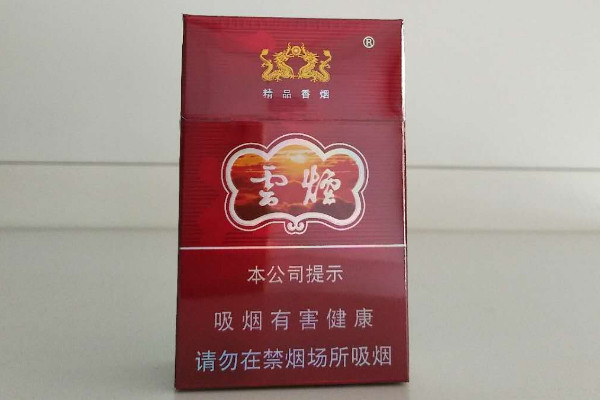 ®
精品香烟
雲煙
本公司提示
吸烟有害健康
请勿在禁烟场所吸烟